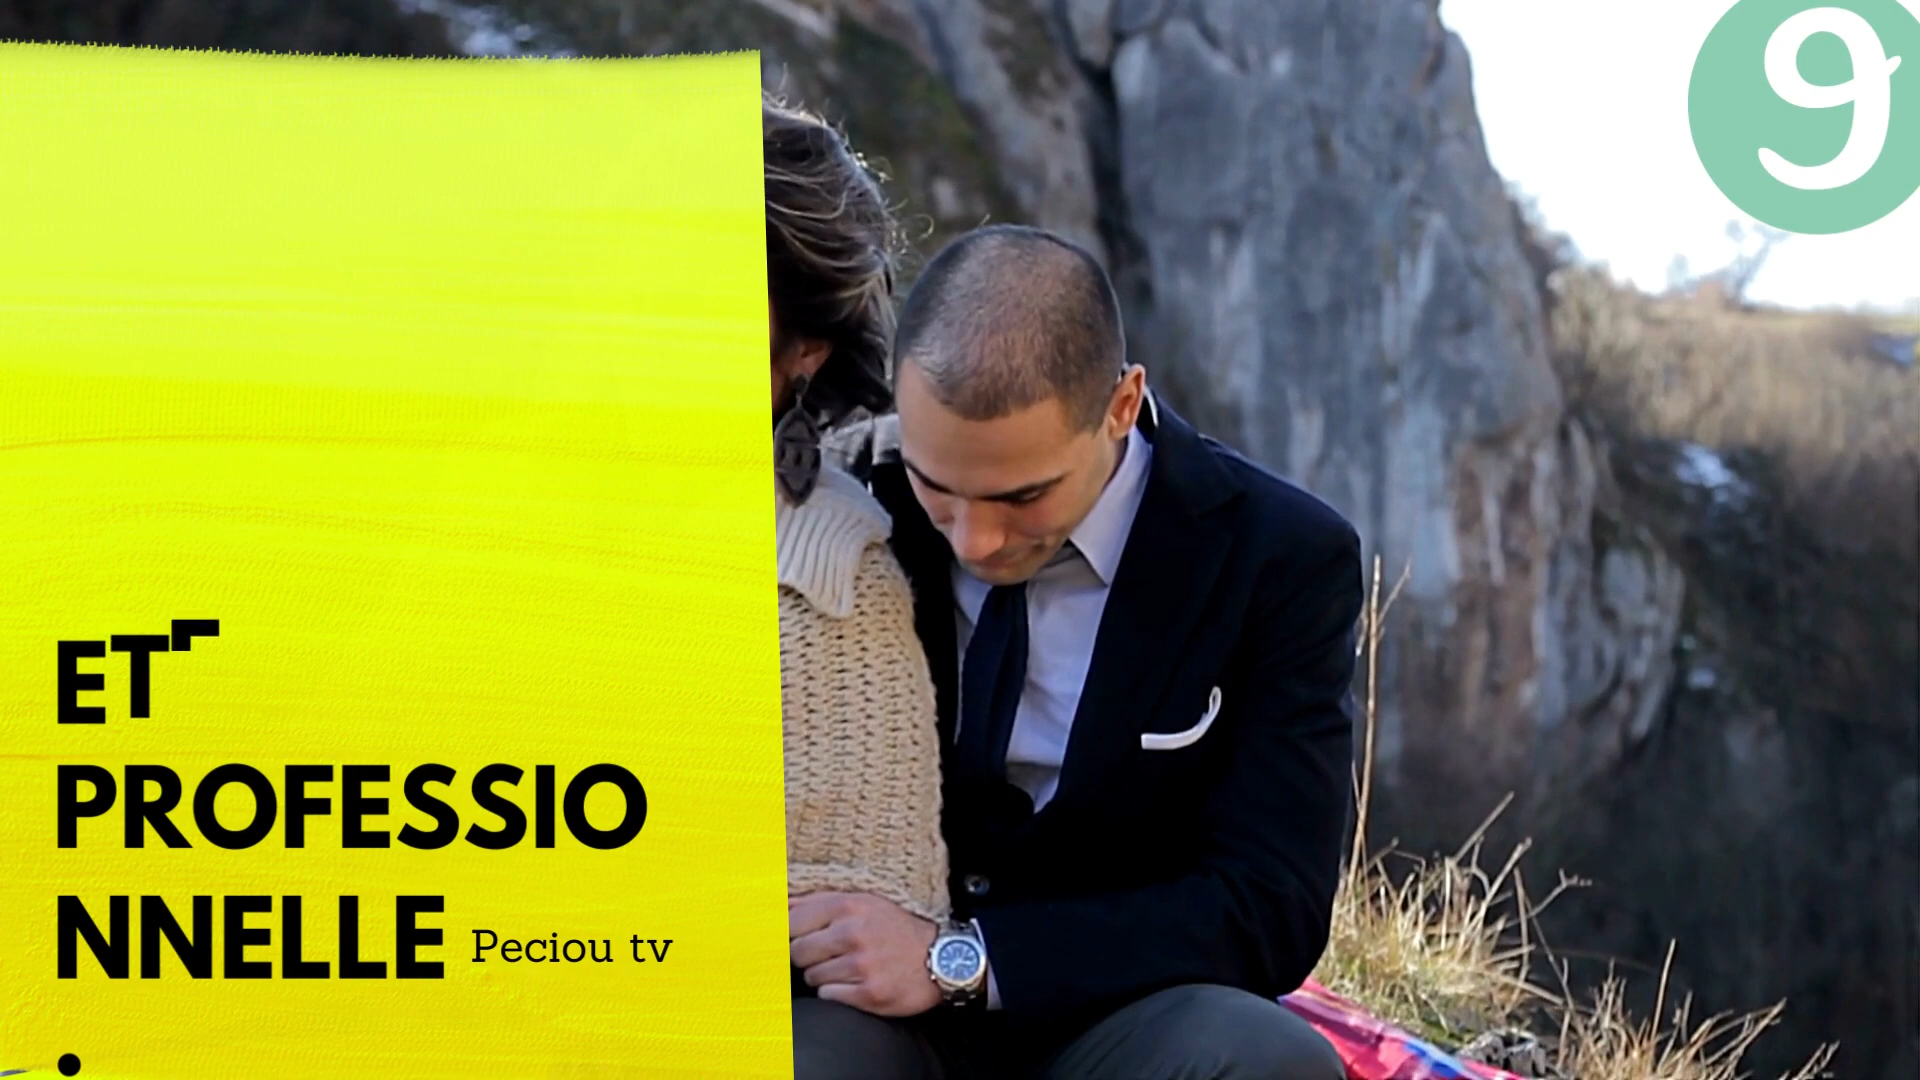 9
ET
PROFESSIO
NNELLE
Peciou tv
.